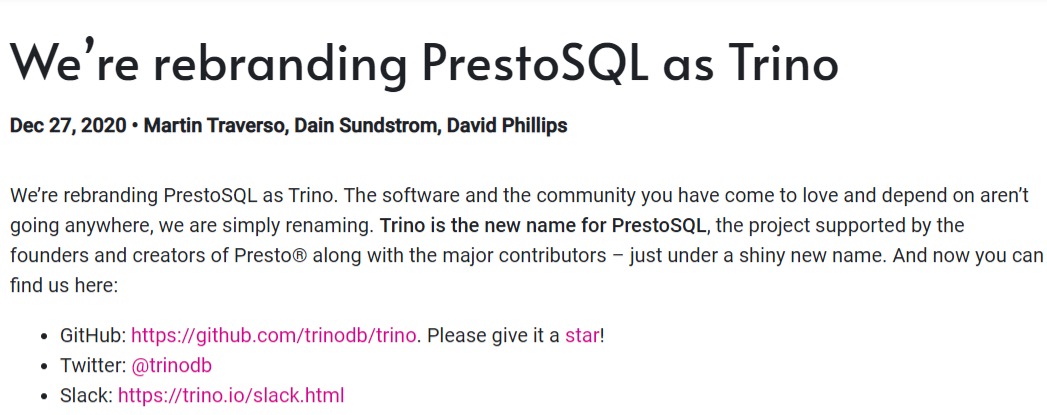 We’re rebranding PrestoSQL as Trino
Dec 27, 2020 • Martin Traverso, Dain Sundstrom, David Phillips
We’re rebranding PrestoSQL as Trino. The software and the community you have come to love and depend on aren’t
going anywhere, we are simply renaming. Trino is the new name for PrestoSQL, the project supported by the
founders and creators of Presto® along with the major contributors – just under a shiny new name. And now you can
find us here:
• GitHub: https://github.com/trinodb/trino. Please give it a star!
• Twitter: @trinodb
• Slack: https://trino.io/slack.html